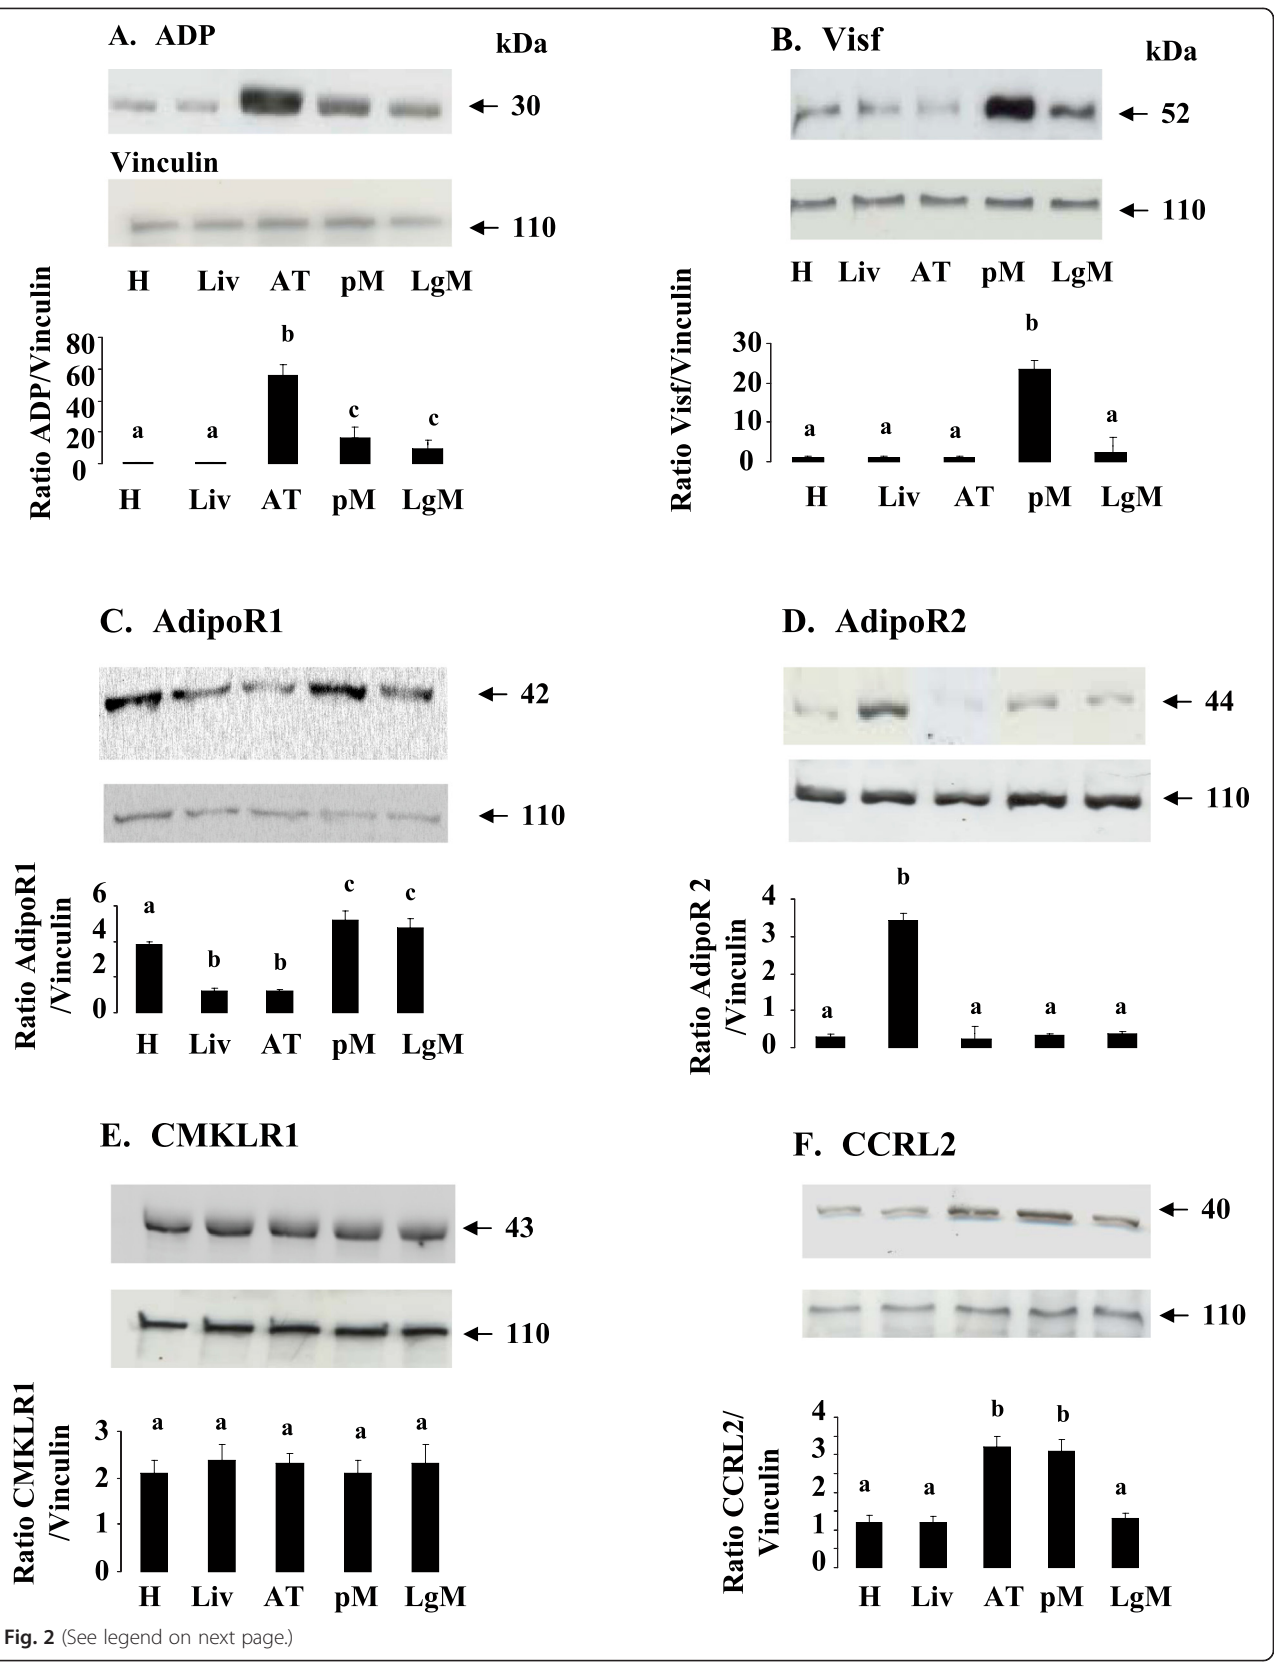 A. ADP
kDa
← 30
Vinculin
← 110
H Liv AT pM LgM
Ratio ADP/Vinculin
80
60
40
20
0
a a b c c
H Liv AT pM LgM
B. Visf
kDa
← 52
← 110
H Liv AT pM LgM
Ratio Visf/Vinculin
30
20
10
0
a a a b a
H Liv AT pM LgM
C. AdipoR1
← 42
← 110
Ratio AdipoR1
/Vinculin
6
4
2
0
a b b c c
H Liv AT pM LgM
D. AdipoR2
← 44
← 110
Ratio AdipoR 2
/Vinculin
4
3
2
1
0
a b a a a
E. CMKLR1
← 43
← 110
Ratio CMKLR1
/Vinculin
3
2
1
0
a a a a a
H Liv AT pM LgM
F. CCRL2
← 40
← 110
Ratio CCRL2/
Vinculin
4
3
2
1
0
a a b b a
H Liv AT pM LgM
Fig. 2 (See legend on next page.)